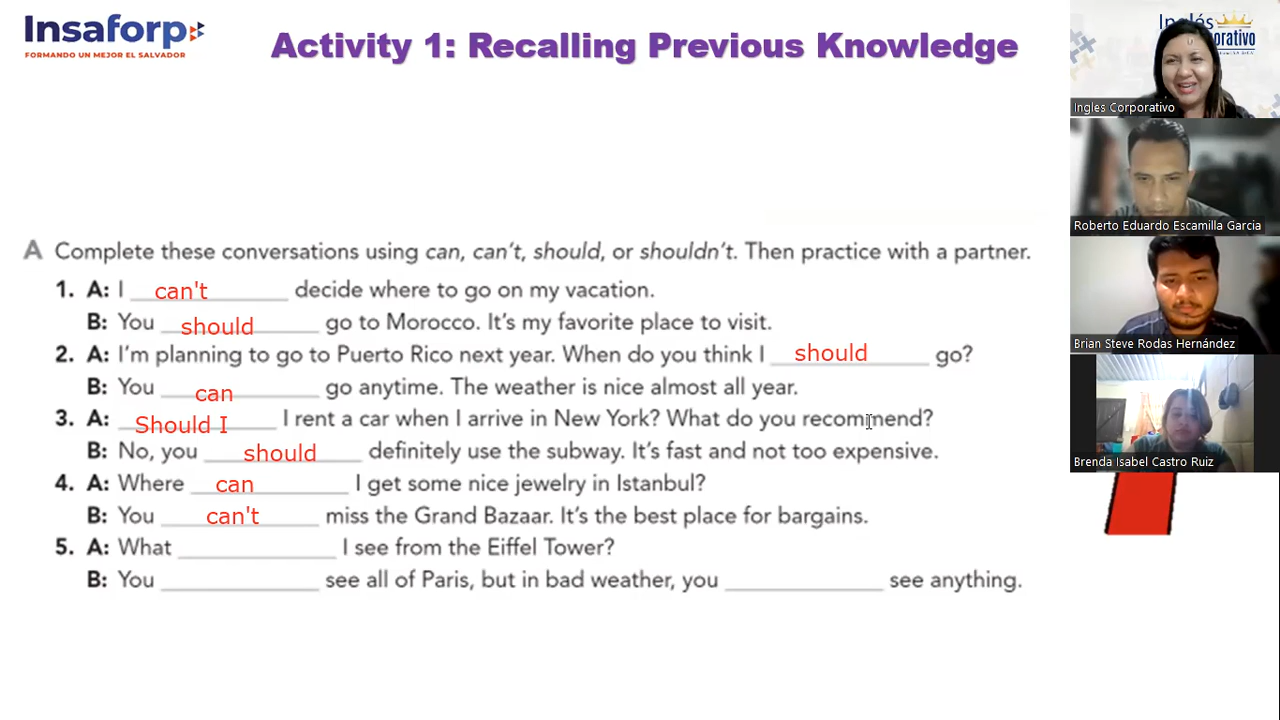 Insaforp
FORMANDO UN MEJOR EL SALVADOR
Activity 1: Recalling Previous Knowledge
Inglés
Ingles Corporativo
Roberto Eduardo Escamilla Garcia
Brian Steve Rodas Hernández
Brenda Isabel Castro Ruiz
A Complete these conversations using can, can't, should, or shouldn't. Then practice with a partner.
1. A: I can't decide where to go on my vacation.
B: You should go to Morocco. It's my favorite place to visit.
2. A: I'm planning to go to Puerto Rico next year. When do you think I should go?
B: You can go anytime. The weather is nice almost all year.
3. A: Should I I rent a car when I arrive in New York? What do you recommend?
B: No, you should definitely use the subway. It's fast and not too expensive.
4. A: Where can I get some nice jewelry in Istanbul?
B: You can't miss the Grand Bazaar. It's the best place for bargains.
5. A: What ____ I see from the Eiffel Tower?
B: You ____ see all of Paris, but in bad weather, you ____ see anything.